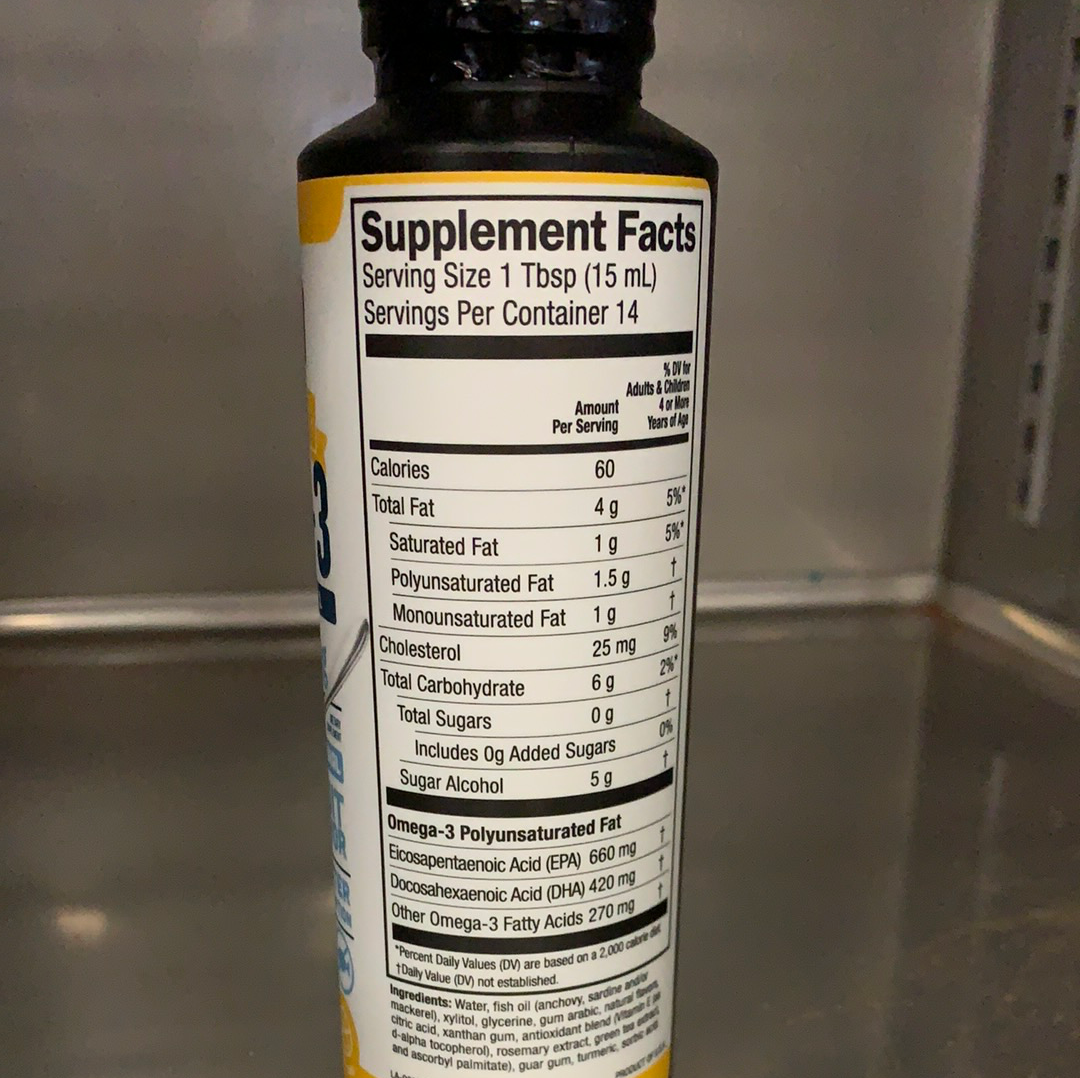 Supplement Facts
Serving Size 1 Tbsp (15 mL)
Servings Per Container 14
% DV for
Adults & Children
4 or More
Years of Age
Amount
Per Serving
Calories 60
Total Fat 4 g 5%*
Saturated Fat 1 g 5%*
Polyunsaturated Fat 1.5 g †
Monounsaturated Fat 1 g †
Cholesterol 25 mg 9%
Total Carbohydrate 6 g 2%*
Total Sugars 0 g †
Includes 0g Added Sugars 0%
Sugar Alcohol 5 g †
Omega-3 Polyunsaturated Fat
Eicosapentaenoic Acid (EPA) 660 mg †
Docosahexaenoic Acid (DHA) 420 mg †
Other Omega-3 Fatty Acids 270 mg †
*Percent Daily Values (DV) are based on a 2,000 calorie diet.
†Daily Value (DV) not established.
Ingredients: Water, fish oil (anchovy, sardine and/or
mackerel), xylitol, glycerine, gum arabic, natural flavors,
citric acid, xanthan gum, antioxidant blend (Vitamin E
d-alpha tocopherol), rosemary extract, green tea extract,
and ascorbyl palmitate), guar gum, turmeric, sorbic acid
PRODUCT OF
3